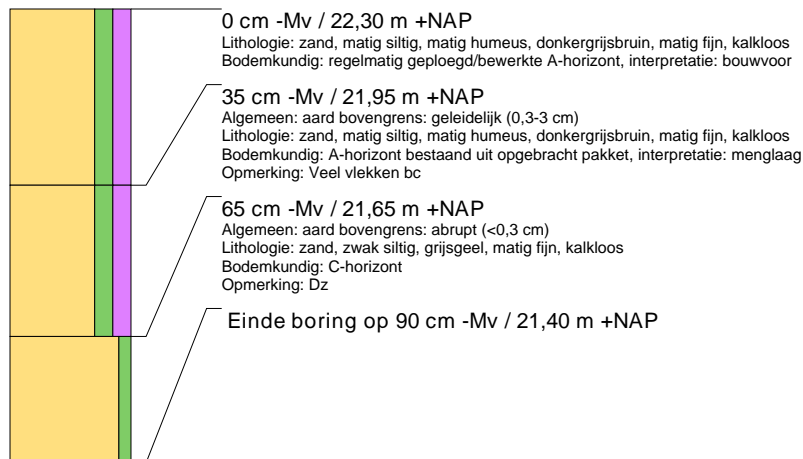 0 cm -Mv / 22,30 m +NAP
Lithologie: zand, matig siltig, matig humeus, donkergrijsbruin, matig fijn, kalkloos
Bodemkundig: regelmatig geploegd/bewerkte A-horizont, interpretatie: bouwvoor
35 cm -Mv / 21,95 m +NAP
Algemeen: aard bovengrens: geleidelijk (0,3-3 cm)
Lithologie: zand, matig siltig, matig humeus, donkergrijsbruin, matig fijn, kalkloos
Bodemkundig: A-horizont bestaand uit opgebracht pakket, interpretatie: menglaag
Opmerking: Veel vlekken bc
65 cm -Mv / 21,65 m +NAP
Algemeen: aard bovengrens: abrupt (<0,3 cm)
Lithologie: zand, zwak siltig, grijsgeel, matig fijn, kalkloos
Bodemkundig: C-horizont
Opmerking: Dz
Einde boring op 90 cm -Mv / 21,40 m +NAP